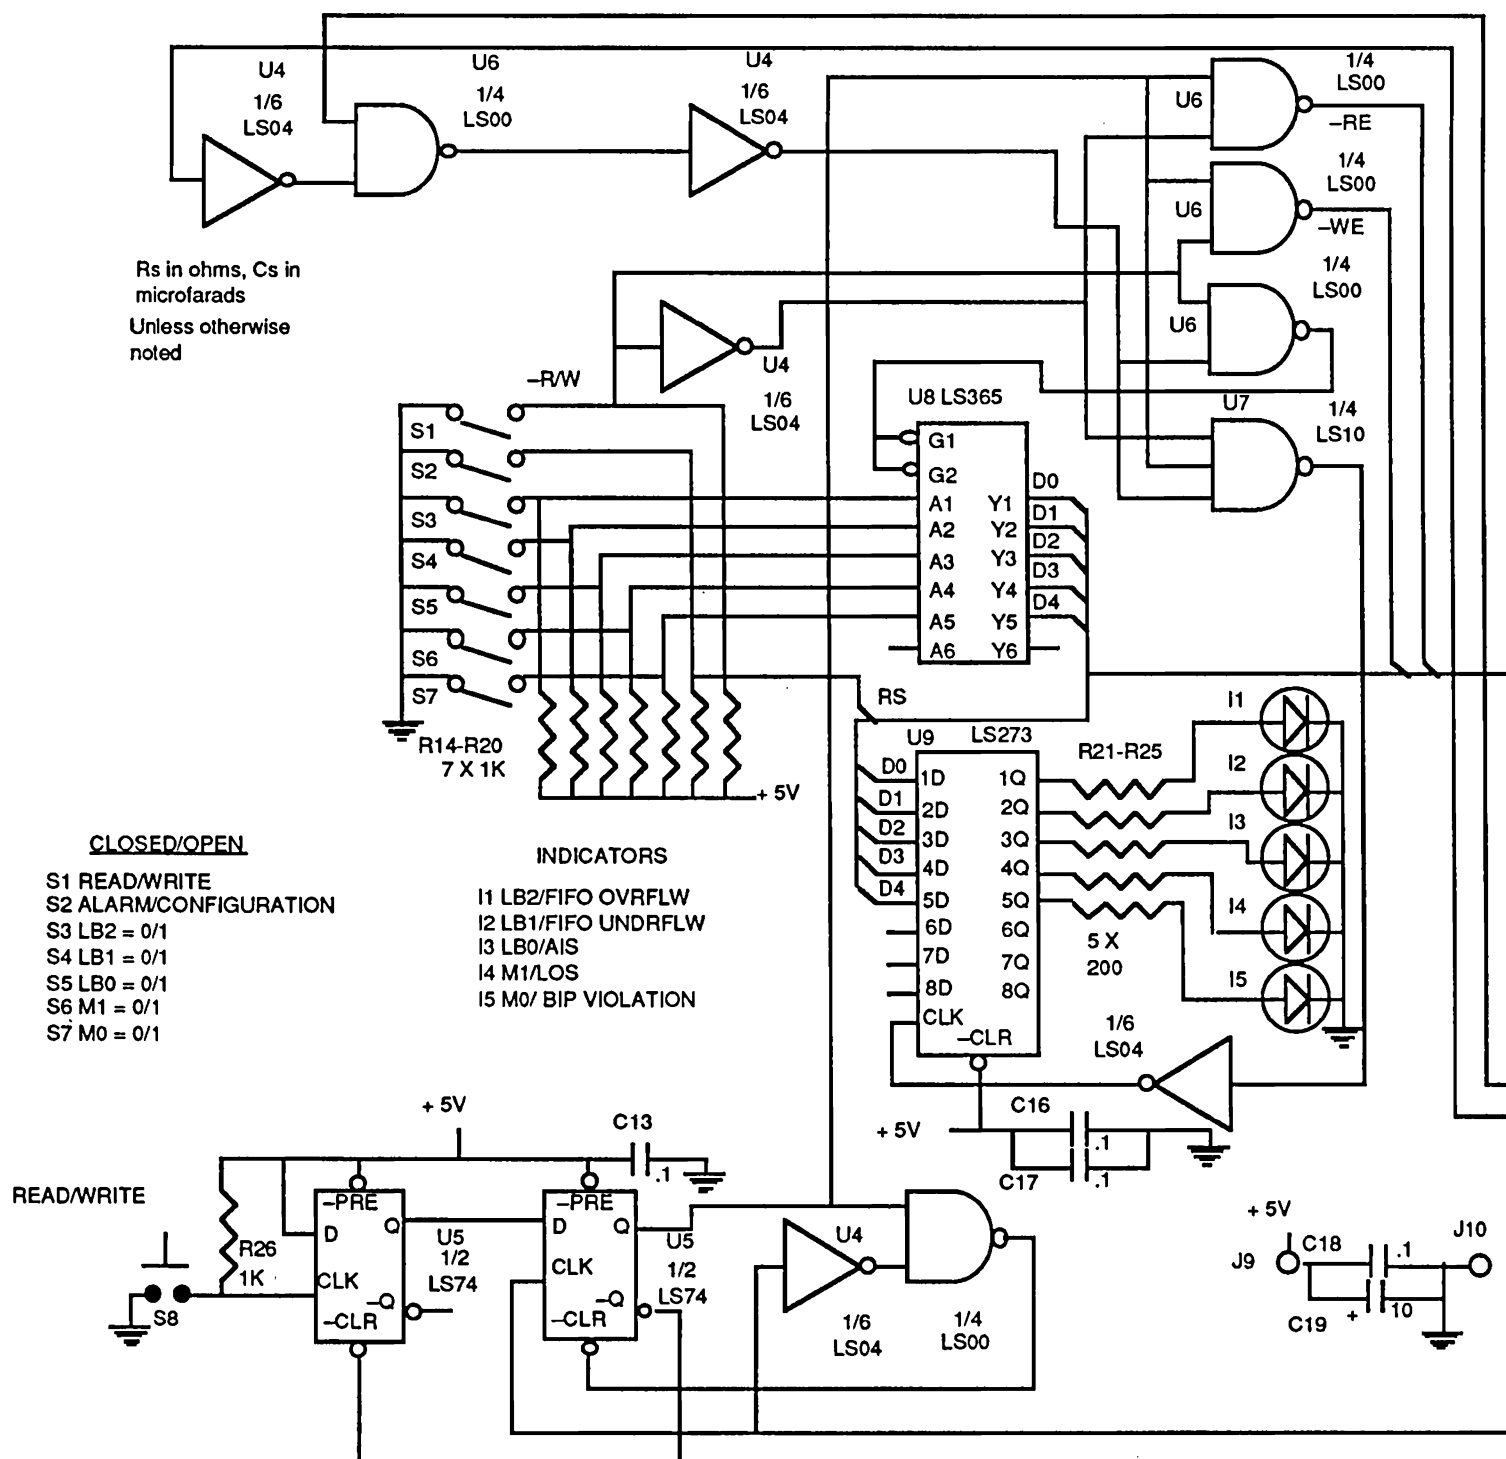 U4
1/6
LS04
U6
1/4
LS00
U4
1/6
LS04
U6
1/4
LS00
–RE
U6
1/4
LS00
–WE
U6
1/4
LS00
Rs in ohms, Cs in
microfarads
Unless otherwise
noted
–R/W
U4
1/6
LS04
U7
1/4
LS10
S1
S2
S3
S4
S5
S6
S7
R14-R20
7 X 1K
+ 5V
U8 LS365
G1
G2
A1 Y1 D0
A2 Y2 D1
A3 Y3 D2
A4 Y4 D3
A5 Y5 D4
A6 Y6
RS
U9 LS273
D0 1D 1Q
D1 2D 2Q
D2 3D 3Q
D3 4D 4Q
D4 5D 5Q
6D 6Q
7D 7Q
8D 8Q
CLK
–CLR
R21-R25
5 X
200
I1
I2
I3
I4
I5
1/6
LS04
CLOSED/OPEN
S1 READ/WRITE
S2 ALARM/CONFIGURATION
S3 LB2 = 0/1
S4 LB1 = 0/1
S5 LB0 = 0/1
S6 M1 = 0/1
S7 M0 = 0/1
INDICATORS
I1 LB2/FIFO OVRFLW
I2 LB1/FIFO UNDRFLW
I3 LB0/AIS
I4 M1/LOS
I5 M0/ BIP VIOLATION
+ 5V
C16
.1
C17
.1
+ 5V
C13
.1
READ/WRITE
S8
R26
1K
–PRE
D Q
CLK
–Q
–CLR
U5
1/2
LS74
–PRE
D Q
CLK
–Q
–CLR
U5
1/2
LS74
U4
1/6
LS04
1/4
LS00
+ 5V
J9
C18
.1
J10
C19
+
10